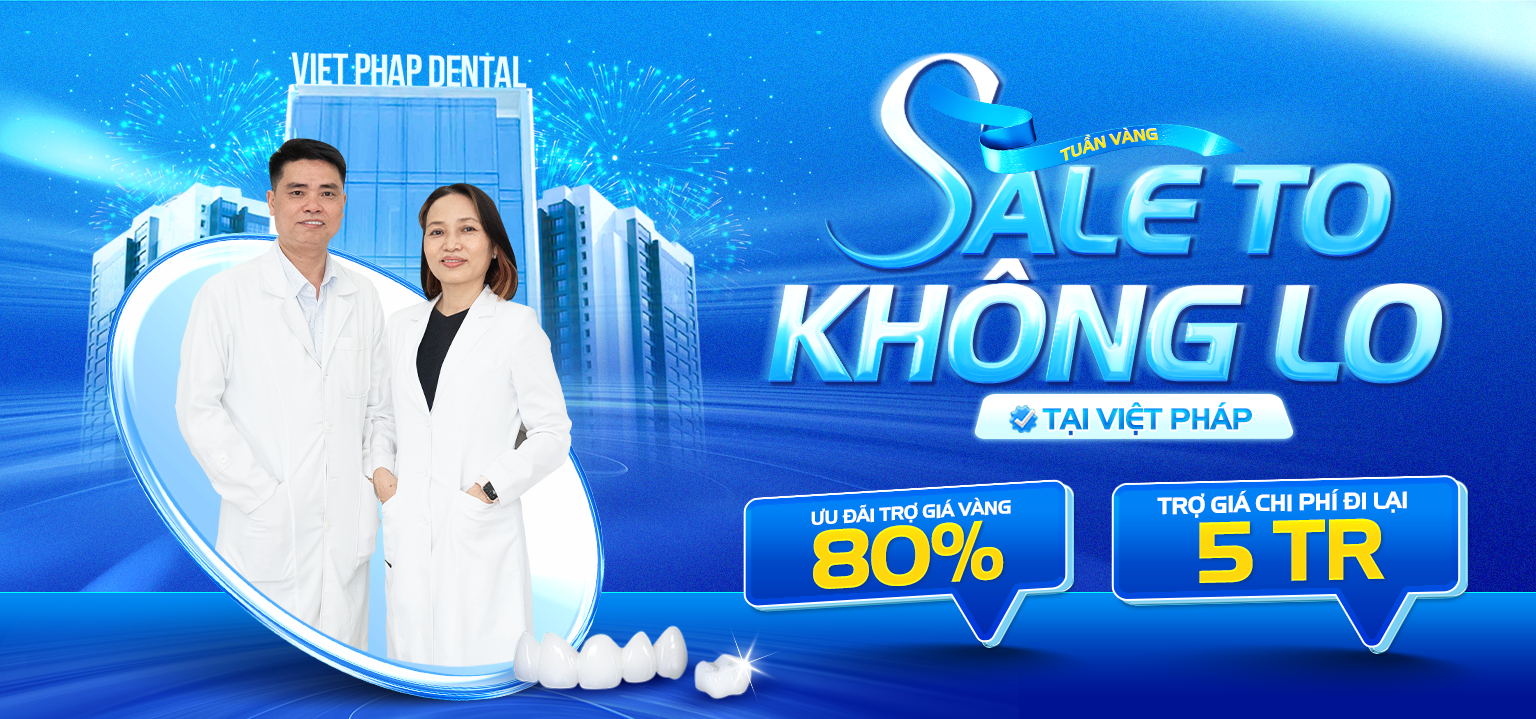 VIET PHAP DENTAL
TUẦN VÀNG
SALE TO
KHÔNG LO
TẠI VIỆT PHÁP
ƯU ĐÃI TRỢ GIÁ VÀNG
80%
TRỢ GIÁ CHI PHÍ ĐI LẠI
5 TR